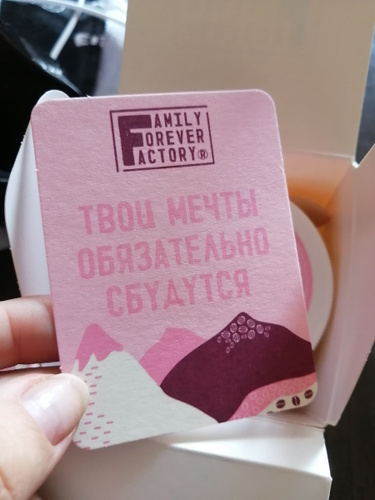 FAMILY
FOREVER
FACTORY®
ТВОИ МЕЧТЫ
ОБЯЗАТЕЛЬНО
СБУДУТСЯ